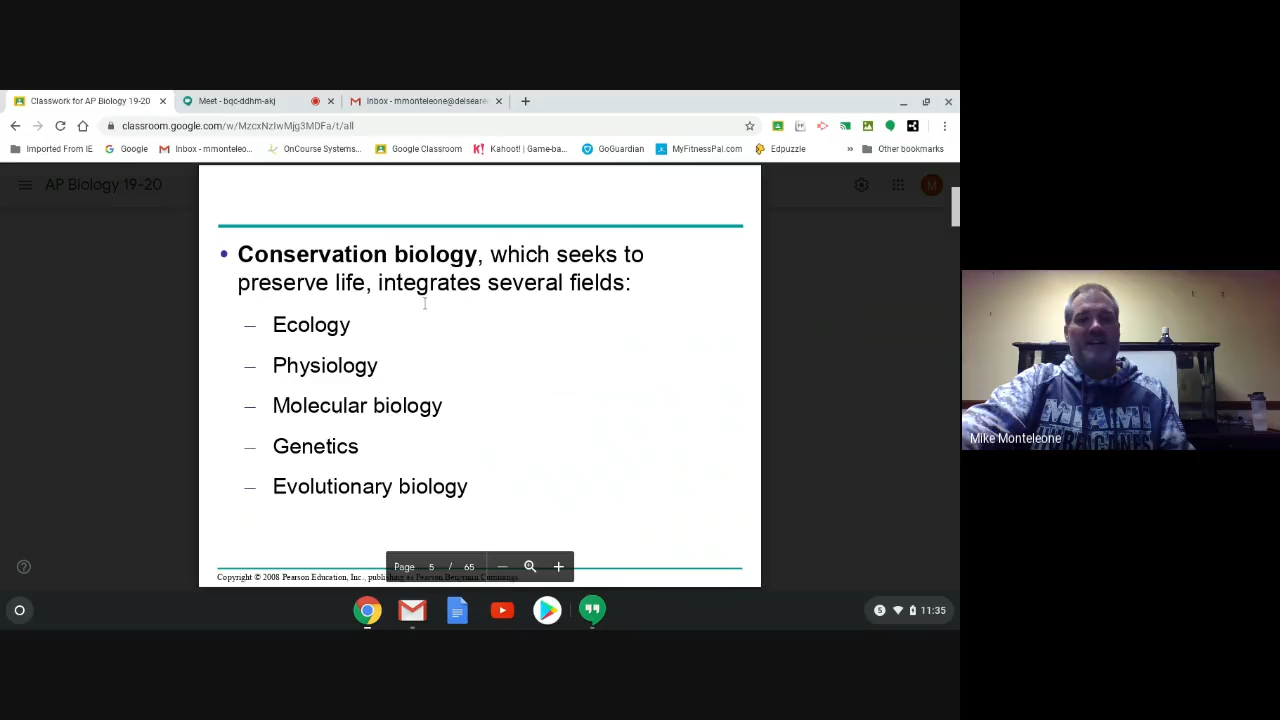 Classwork for AP Biology 19-20
Meet - bqc-ddhm-akj
Inbox - mmonteleone@delsear
classroom.google.com/w/MzcxNzIwMjg3MDFa/t/all
Imported From IE
Google
Inbox - mmonteleo...
OnCourse Systems...
Google Classroom
K! Kahoot! | Game-ba...
GoGuardian
MyFitnessPal.com
Edpuzzle
»
Other bookmarks
AP Biology 19-20
M
• Conservation biology, which seeks to
preserve life, integrates several fields:
– Ecology
– Physiology
– Molecular biology
– Genetics
– Evolutionary biology
Page 5 / 65
Copyright © 2008 Pearson Education, Inc., publishing as Pearson Benjamin Cummings
11:35
MIAMI
HURRICANES
Mike Monteleone